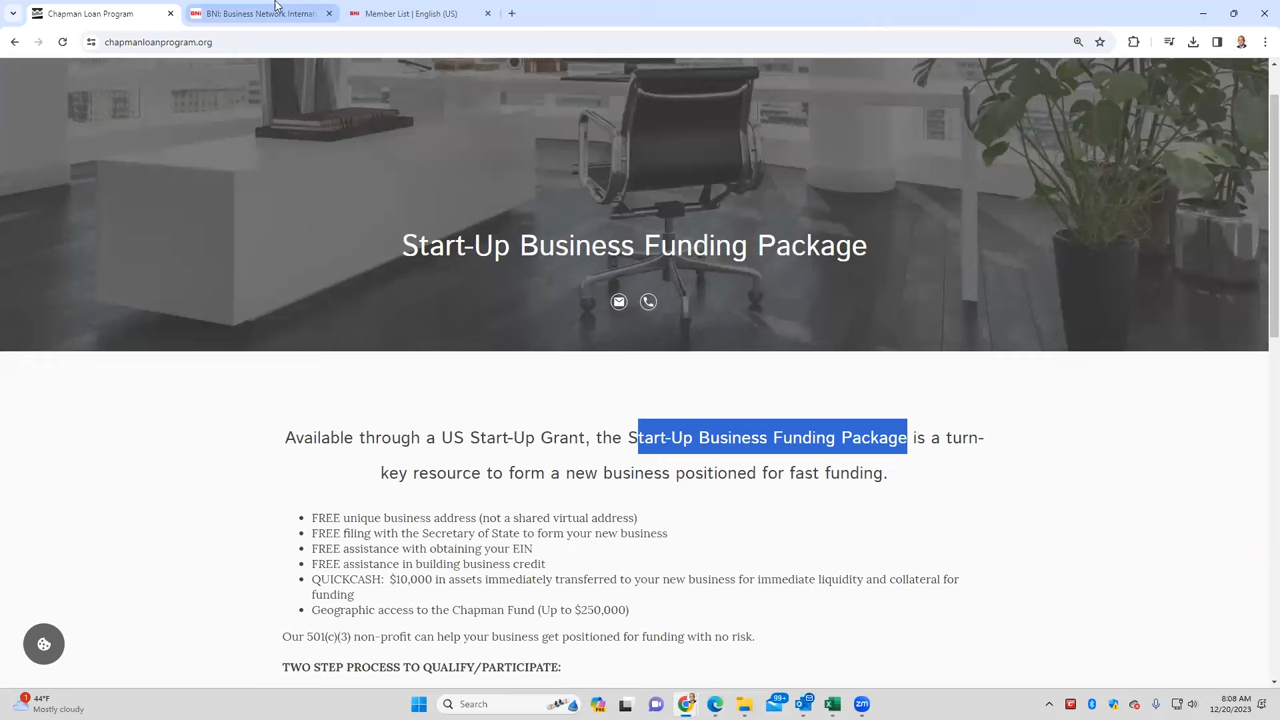 Chapman Loan Program
BNI: Business Network Internat
Member List | English (US)
chapmanloanprogram.org
Start-Up Business Funding Package
Available through a US Start-Up Grant, the Start-Up Business Funding Package is a turn-
key resource to form a new business positioned for fast funding.
• FREE unique business address (not a shared virtual address)
• FREE filing with the Secretary of State to form your new business
• FREE assistance with obtaining your EIN
• FREE assistance in building business credit
• QUICKCASH: $10,000 in assets immediately transferred to your new business for immediate liquidity and collateral for
funding
• Geographic access to the Chapman Fund (Up to $250,000)
Our 501(c)(3) non-profit can help your business get positioned for funding with no risk.
TWO STEP PROCESS TO QUALIFY/PARTICIPATE:
1
44°F
Mostly cloudy
Search
99+
zm
8:08 AM
12/20/2023